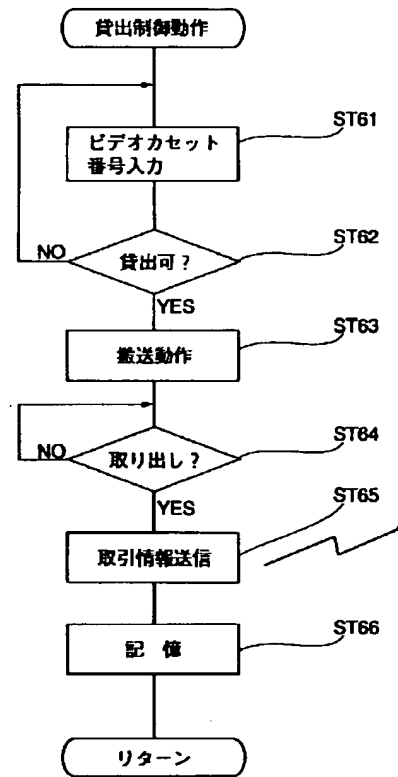 貸出制御動作
ST61
ビデオカセット
番号入力
ST62
NO
貸出可?
YES
ST63
搬送動作
ST64
NO
取り出し?
YES
ST65
取引情報送信
ST66
記 憶
リターン